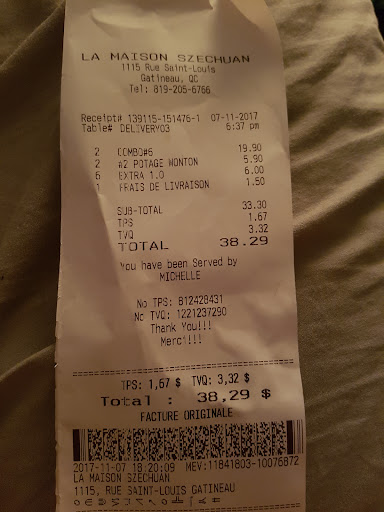 LA MAISON SZECHUAN
1115 Rue Saint-Louis
Gatineau, QC
Tel: 819-205-6766
Receipt# 139115-151476-1 07-11-2017
Table# DELIVERY03 6:37 pm
2 COMBO#6 19.90
2 #2 POTAGE WONTON 5.90
6 EXTRA 1.0 6.00
1 FRAIS DE LIVRAISON 1.50
SUB-TOTAL 33.30
TPS 1.67
TVQ 3.32
TOTAL 38.29
You have been Served by
MICHELLE
No TPS: 812428431
No TVQ: 1221237290
Thank You!!!
Merci!!!
TPS: 1,67 $ TVQ: 3,32 $
Total : 38,29 $
FACTURE ORIGINALE
2017-11-07 18:20:09 MEV:11841803-10076872
LA MAISON SZECHUAN
1115, RUE SAINT-LOUIS GATINEAU